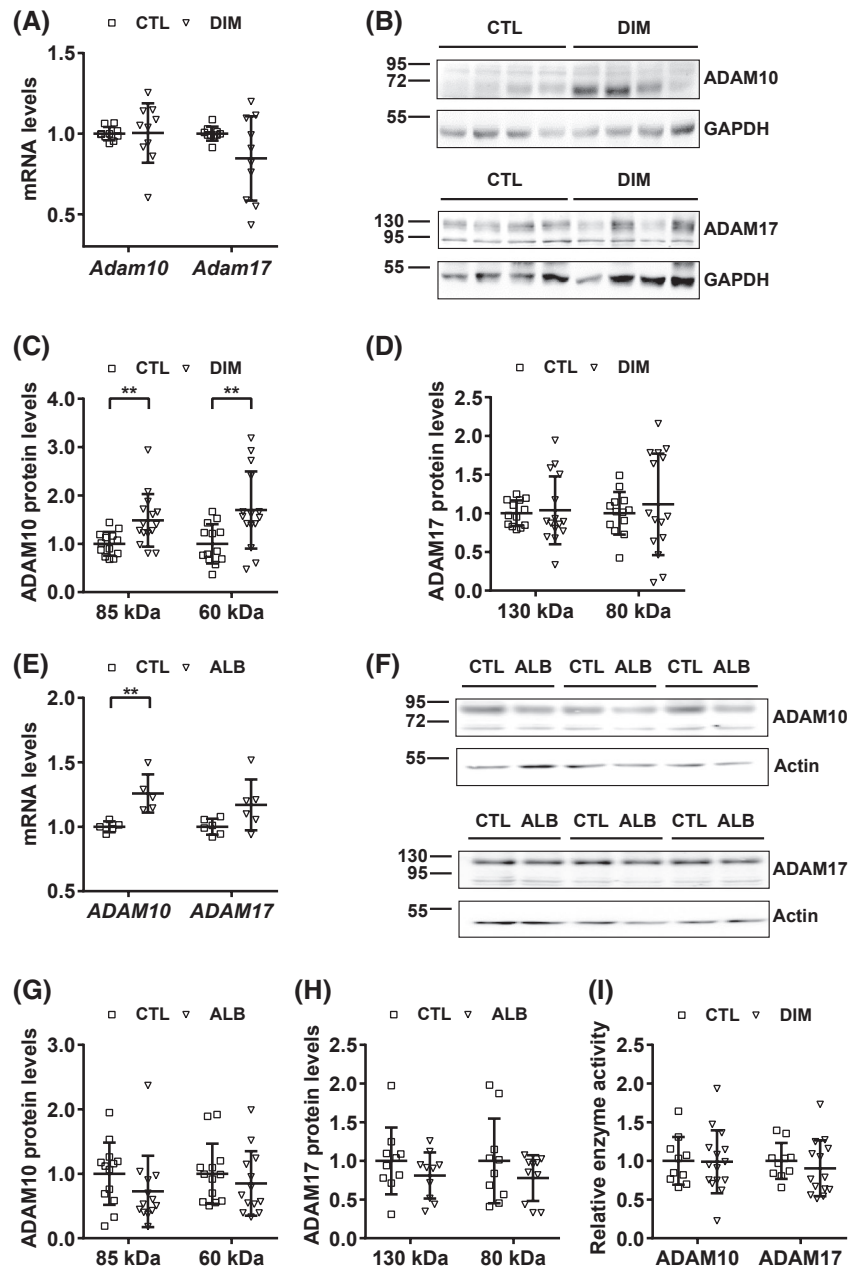 (A)
CTL DIM
mRNA levels
1.5
1.0
0.5
Adam10 Adam17
(B)
CTL DIM
95
72
55
ADAM10
GAPDH
CTL DIM
130
95
55
ADAM17
GAPDH
(C)
CTL DIM
ADAM10 protein levels
4.0
3.0
2.0
1.0
0.0
** **
85 kDa 60 kDa
(D)
CTL DIM
ADAM17 protein levels
2.5
2.0
1.5
1.0
0.5
0.0
130 kDa 80 kDa
(E)
CTL ALB
mRNA levels
2.0
1.5
1.0
0.5
**
ADAM10 ADAM17
(F)
CTL ALB CTL ALB CTL ALB
95
72
55
ADAM10
Actin
CTL ALB CTL ALB CTL ALB
130
95
55
ADAM17
Actin
(G)
CTL ALB
ADAM10 protein levels
3.0
2.0
1.0
0.0
85 kDa 60 kDa
(H)
CTL ALB
ADAM17 protein levels
2.5
2.0
1.5
1.0
0.5
0.0
130 kDa 80 kDa
(I)
CTL DIM
Relative enzyme activity
2.5
2.0
1.5
1.0
0.5
0.0
ADAM10 ADAM17